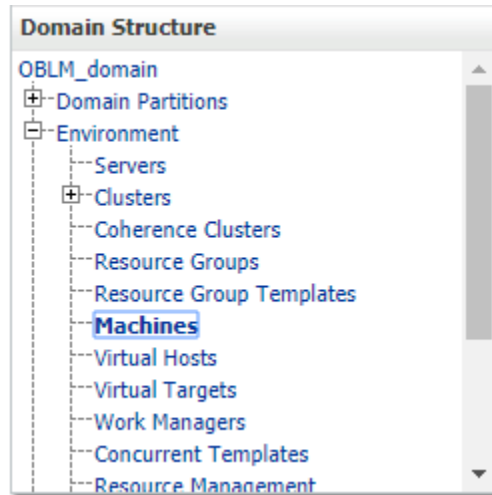 Domain Structure
OBLM_domain
Domain Partitions
Environment
Servers
Clusters
Coherence Clusters
Resource Groups
Resource Group Templates
Machines
Virtual Hosts
Virtual Targets
Work Managers
Concurrent Templates
Resource Management